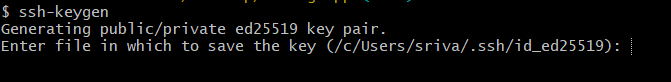 $ ssh-keygen
Generating public/private ed25519 key pair.
Enter file in which to save the key (/c/Users/sriva/.ssh/id_ed25519):